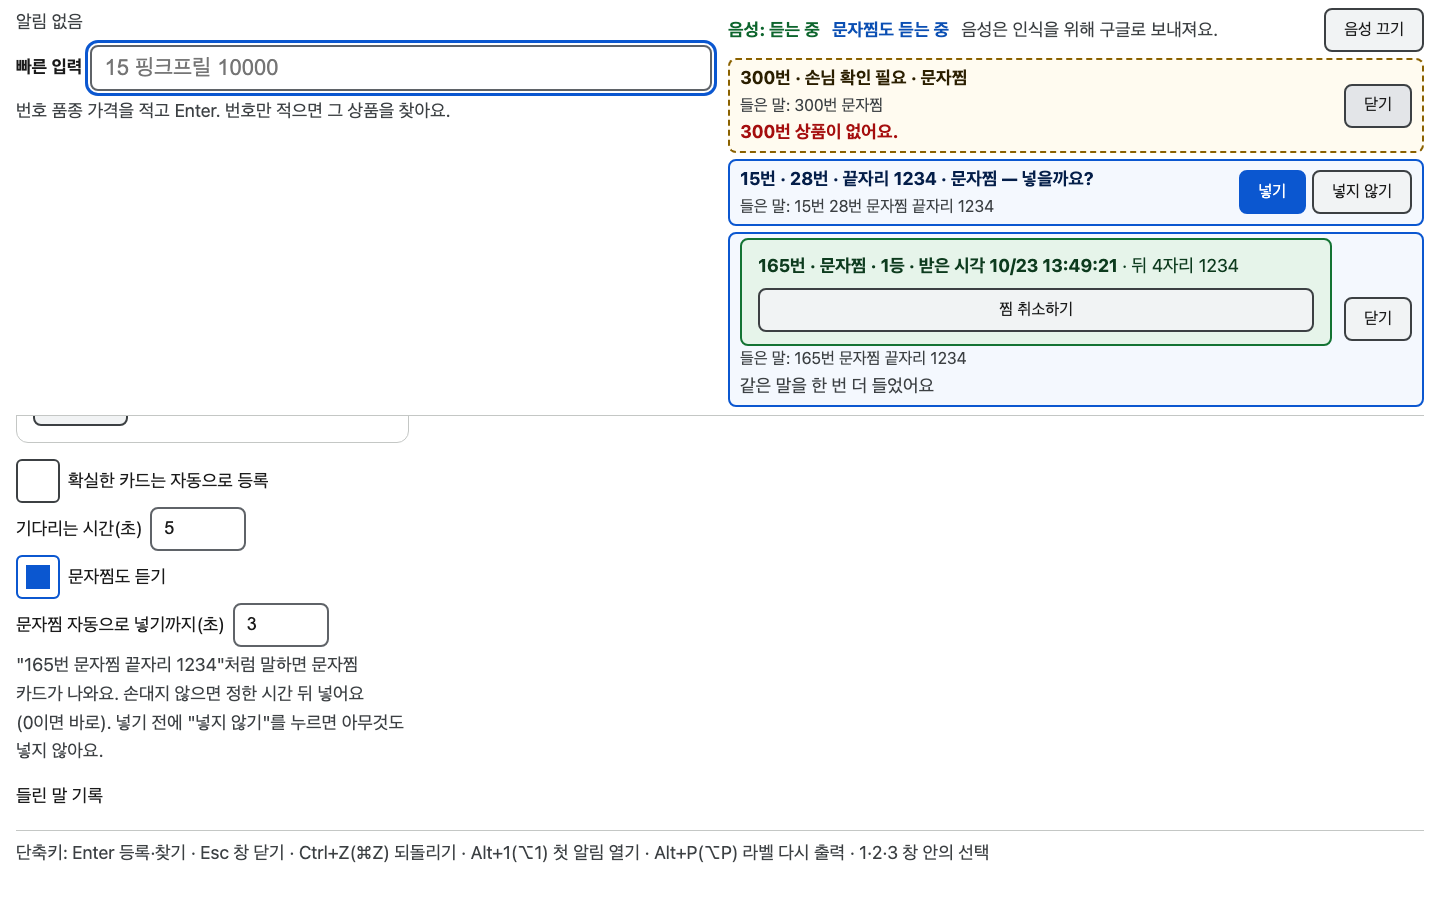 알림 없음
빠른 입력 15 핑크프릴 10000
번호 품종 가격을 적고 Enter. 번호만 적으면 그 상품을 찾아요.
음성: 듣는 중 문자찜도 듣는 중 음성은 인식을 위해 구글로 보내져요. 음성 끄기
300번 · 손님 확인 필요 · 문자찜
들은 말: 300번 문자찜
300번 상품이 없어요.
닫기
15번 · 28번 · 끝자리 1234 · 문자찜 — 넣을까요?
들은 말: 15번 28번 문자찜 끝자리 1234
넣기 넣지 않기
165번 · 문자찜 · 1등 · 받은 시각 10/23 13:49:21 · 뒤 4자리 1234
찜 취소하기
닫기
들은 말: 165번 문자찜 끝자리 1234
같은 말을 한 번 더 들었어요
확실한 카드는 자동으로 등록
기다리는 시간(초) 5
문자찜도 듣기
문자찜 자동으로 넣기까지(초) 3
"165번 문자찜 끝자리 1234"처럼 말하면 문자찜
카드가 나와요. 손대지 않으면 정한 시간 뒤 넣어요
(0이면 바로). 넣기 전에 "넣지 않기"를 누르면 아무것도
넣지 않아요.
들린 말 기록
단축키: Enter 등록·찾기 · Esc 창 닫기 · Ctrl+Z(⌘Z) 되돌리기 · Alt+1(⌥1) 첫 알림 열기 · Alt+P(⌥P) 라벨 다시 출력 · 1·2·3 창 안의 선택